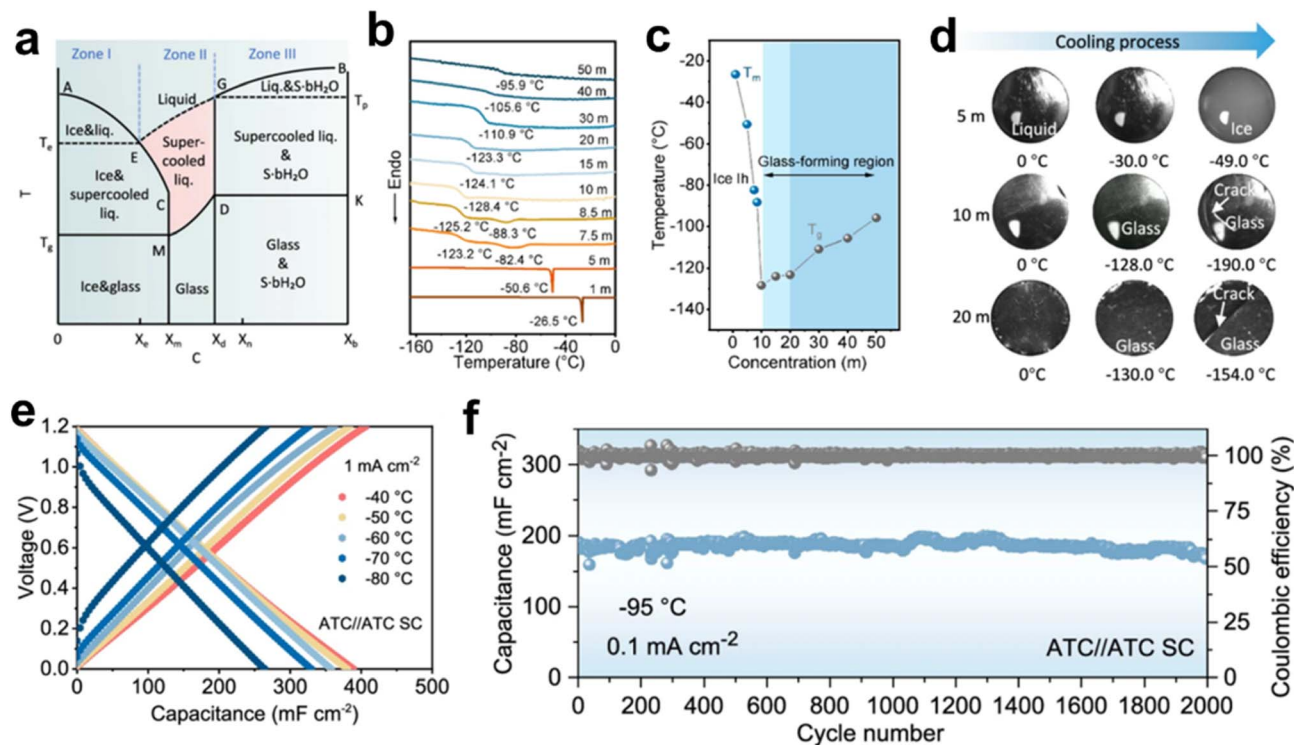 a
Zone I Zone II Zone III
A
G
B
Liq.&S·bH₂O
Liquid
Tₚ
Ice&liq.
Tₑ
E
Super-
cooled
liq.
Supercooled liq.
&
S·bH₂O
Ice&
supercooled
liq.
C
D
K
T
T_g
M
Ice&glass
Glass
Glass
&
S·bH₂O
Xₑ Xₘ X_d Xₙ X_b
C
b
50 m
-95.9 °C
40 m
-105.6 °C
30 m
-110.9 °C
20 m
-123.3 °C
15 m
-124.1 °C
10 m
-128.4 °C
8.5 m
-125.2 °C -88.3 °C
7.5 m
-123.2 °C -82.4 °C
5 m
-50.6 °C
1 m
-26.5 °C
Endo
-160 -120 -80 -40 0
Temperature (°C)
c
-20
-40
-60
-80
-100
-120
-140
Temperature (°C)
Tₘ
Ice Ih
Glass-forming region
T_g
0 10 20 30 40 50
Concentration (m)
d
Cooling process
5 m
Liquid
Ice
0 °C -30.0 °C -49.0 °C
10 m
Glass
Crack
Glass
0 °C -128.0 °C -190.0 °C
20 m
Glass
Crack
Glass
0°C -130.0 °C -154.0 °C
e
1.2
1.0
0.8
0.6
0.4
0.2
0.0
Voltage (V)
1 mA cm⁻²
-40 °C
-50 °C
-60 °C
-70 °C
-80 °C
ATC//ATC SC
0 100 200 300 400 500
Capacitance (mF cm⁻²)
f
300
200
100
0
Capacitance (mF cm⁻²)
100
75
50
25
0
Coulombic efficiency (%)
-95 °C
0.1 mA cm⁻²
ATC//ATC SC
0 200 400 600 800 1000 1200 1400 1600 1800 2000
Cycle number